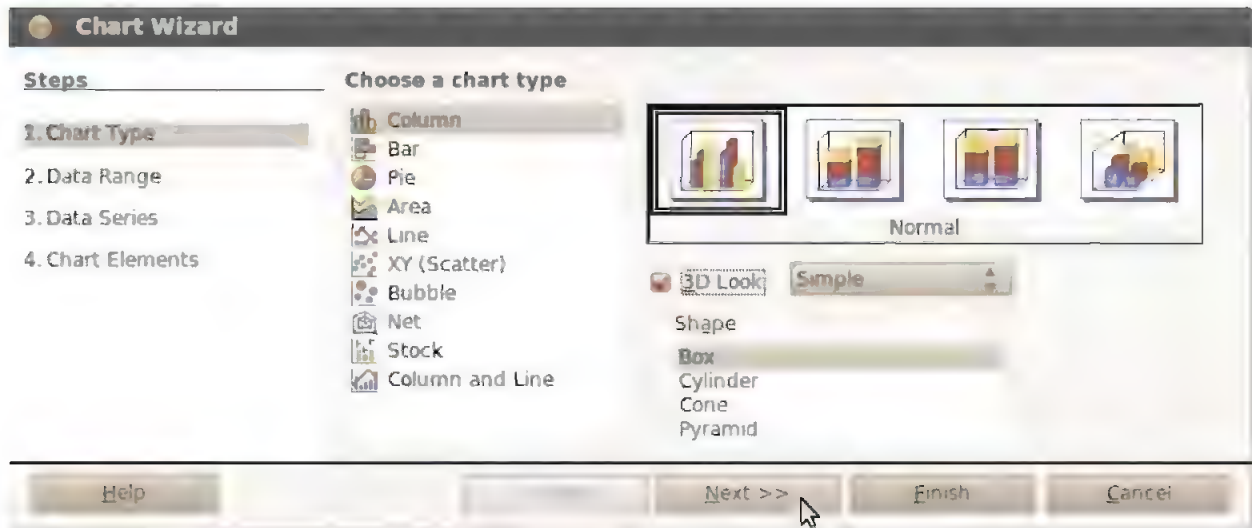 Chart Wizard
Steps
1. Chart Type
2. Data Range
3. Data Series
4. Chart Elements
Choose a chart type
Column
Bar
Pie
Area
Line
XY (Scatter)
Bubble
Net
Stock
Column and Line
Normal
3D Look
Simple
Shape
Box
Cylinder
Cone
Pyramid
Help
Next >>
Finish
Cancel